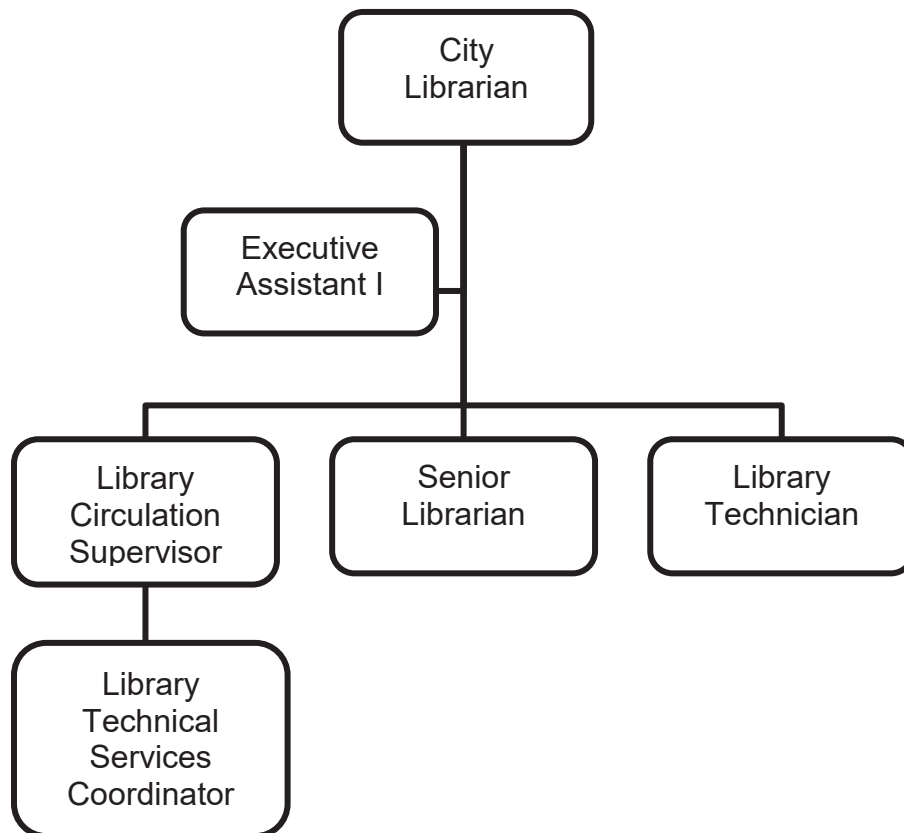 City
Librarian
Executive
Assistant I
Library
Circulation
Supervisor
Senior
Librarian
Library
Technician
Library
Technical
Services
Coordinator